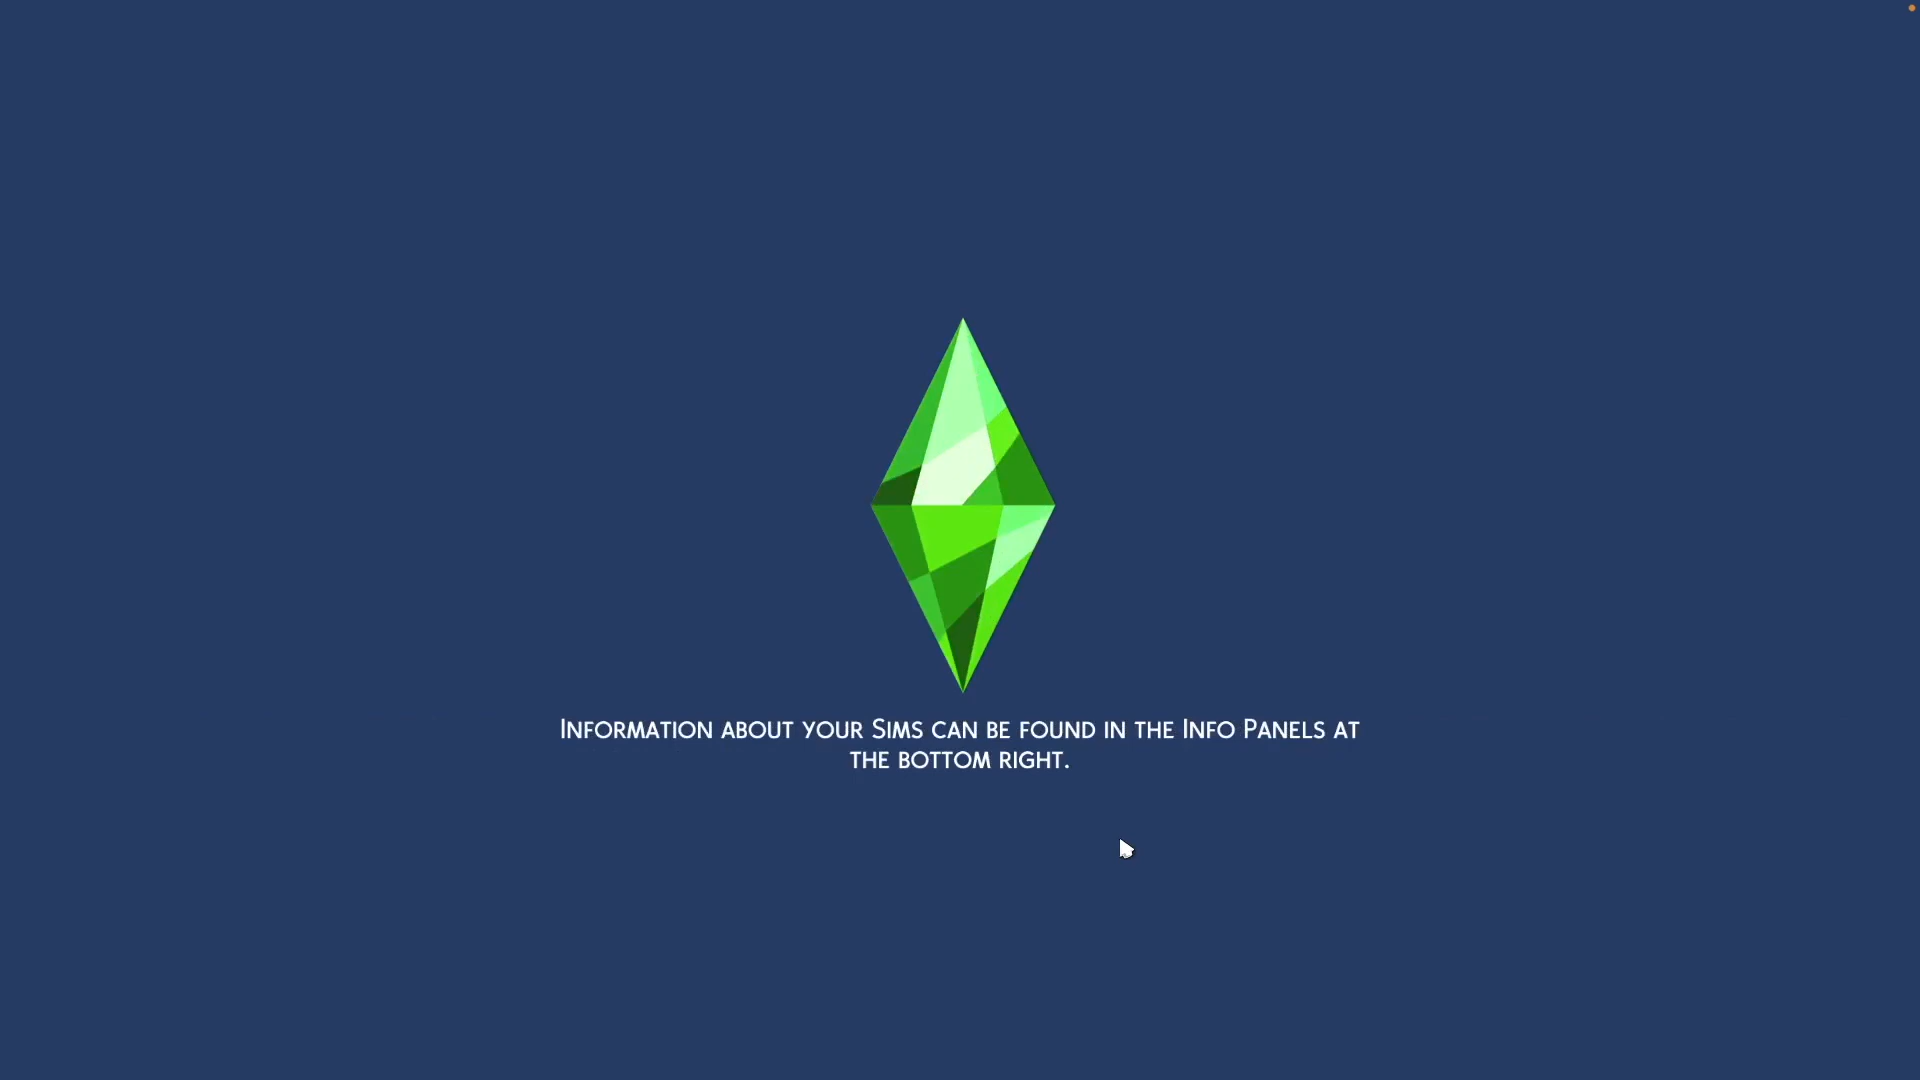 Information about your Sims can be found in the Info Panels at
the bottom right.